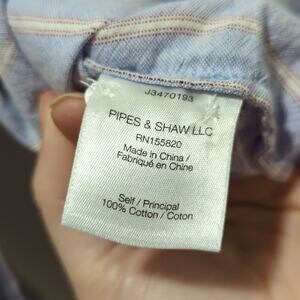 J3470193
PIPES & SHAW LLC
RN155820
Made in China /
Fabriqué en Chine
Self / Principal
100% Cotton / Coton